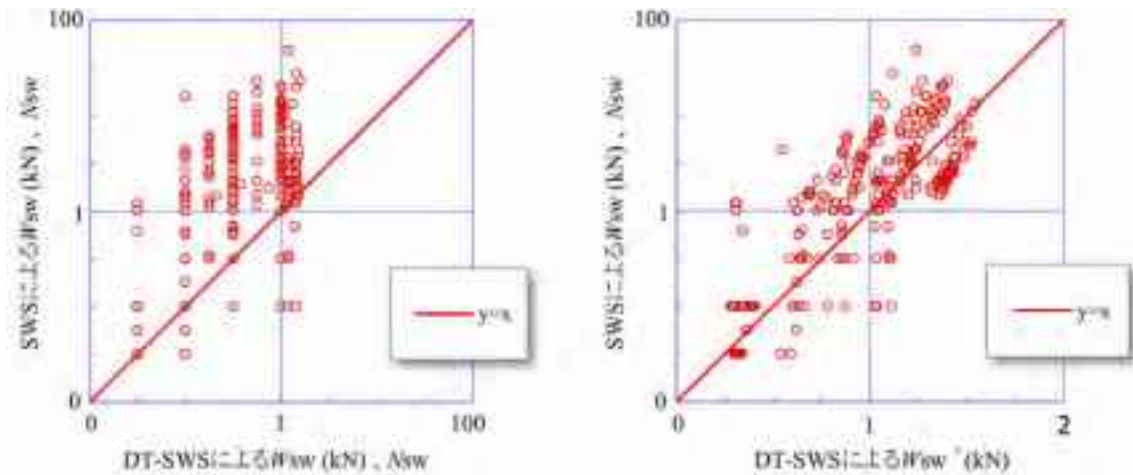 100
SWSによるWsw (kN) 、Nsw
1
y=x
0
0
1
100
DT-SWSによるWsw (kN) 、Nsw
100
SWSによるWsw (kN) 、Nsw
1
y=x
0
0
1
2
DT-SWSによるWsw * (kN)